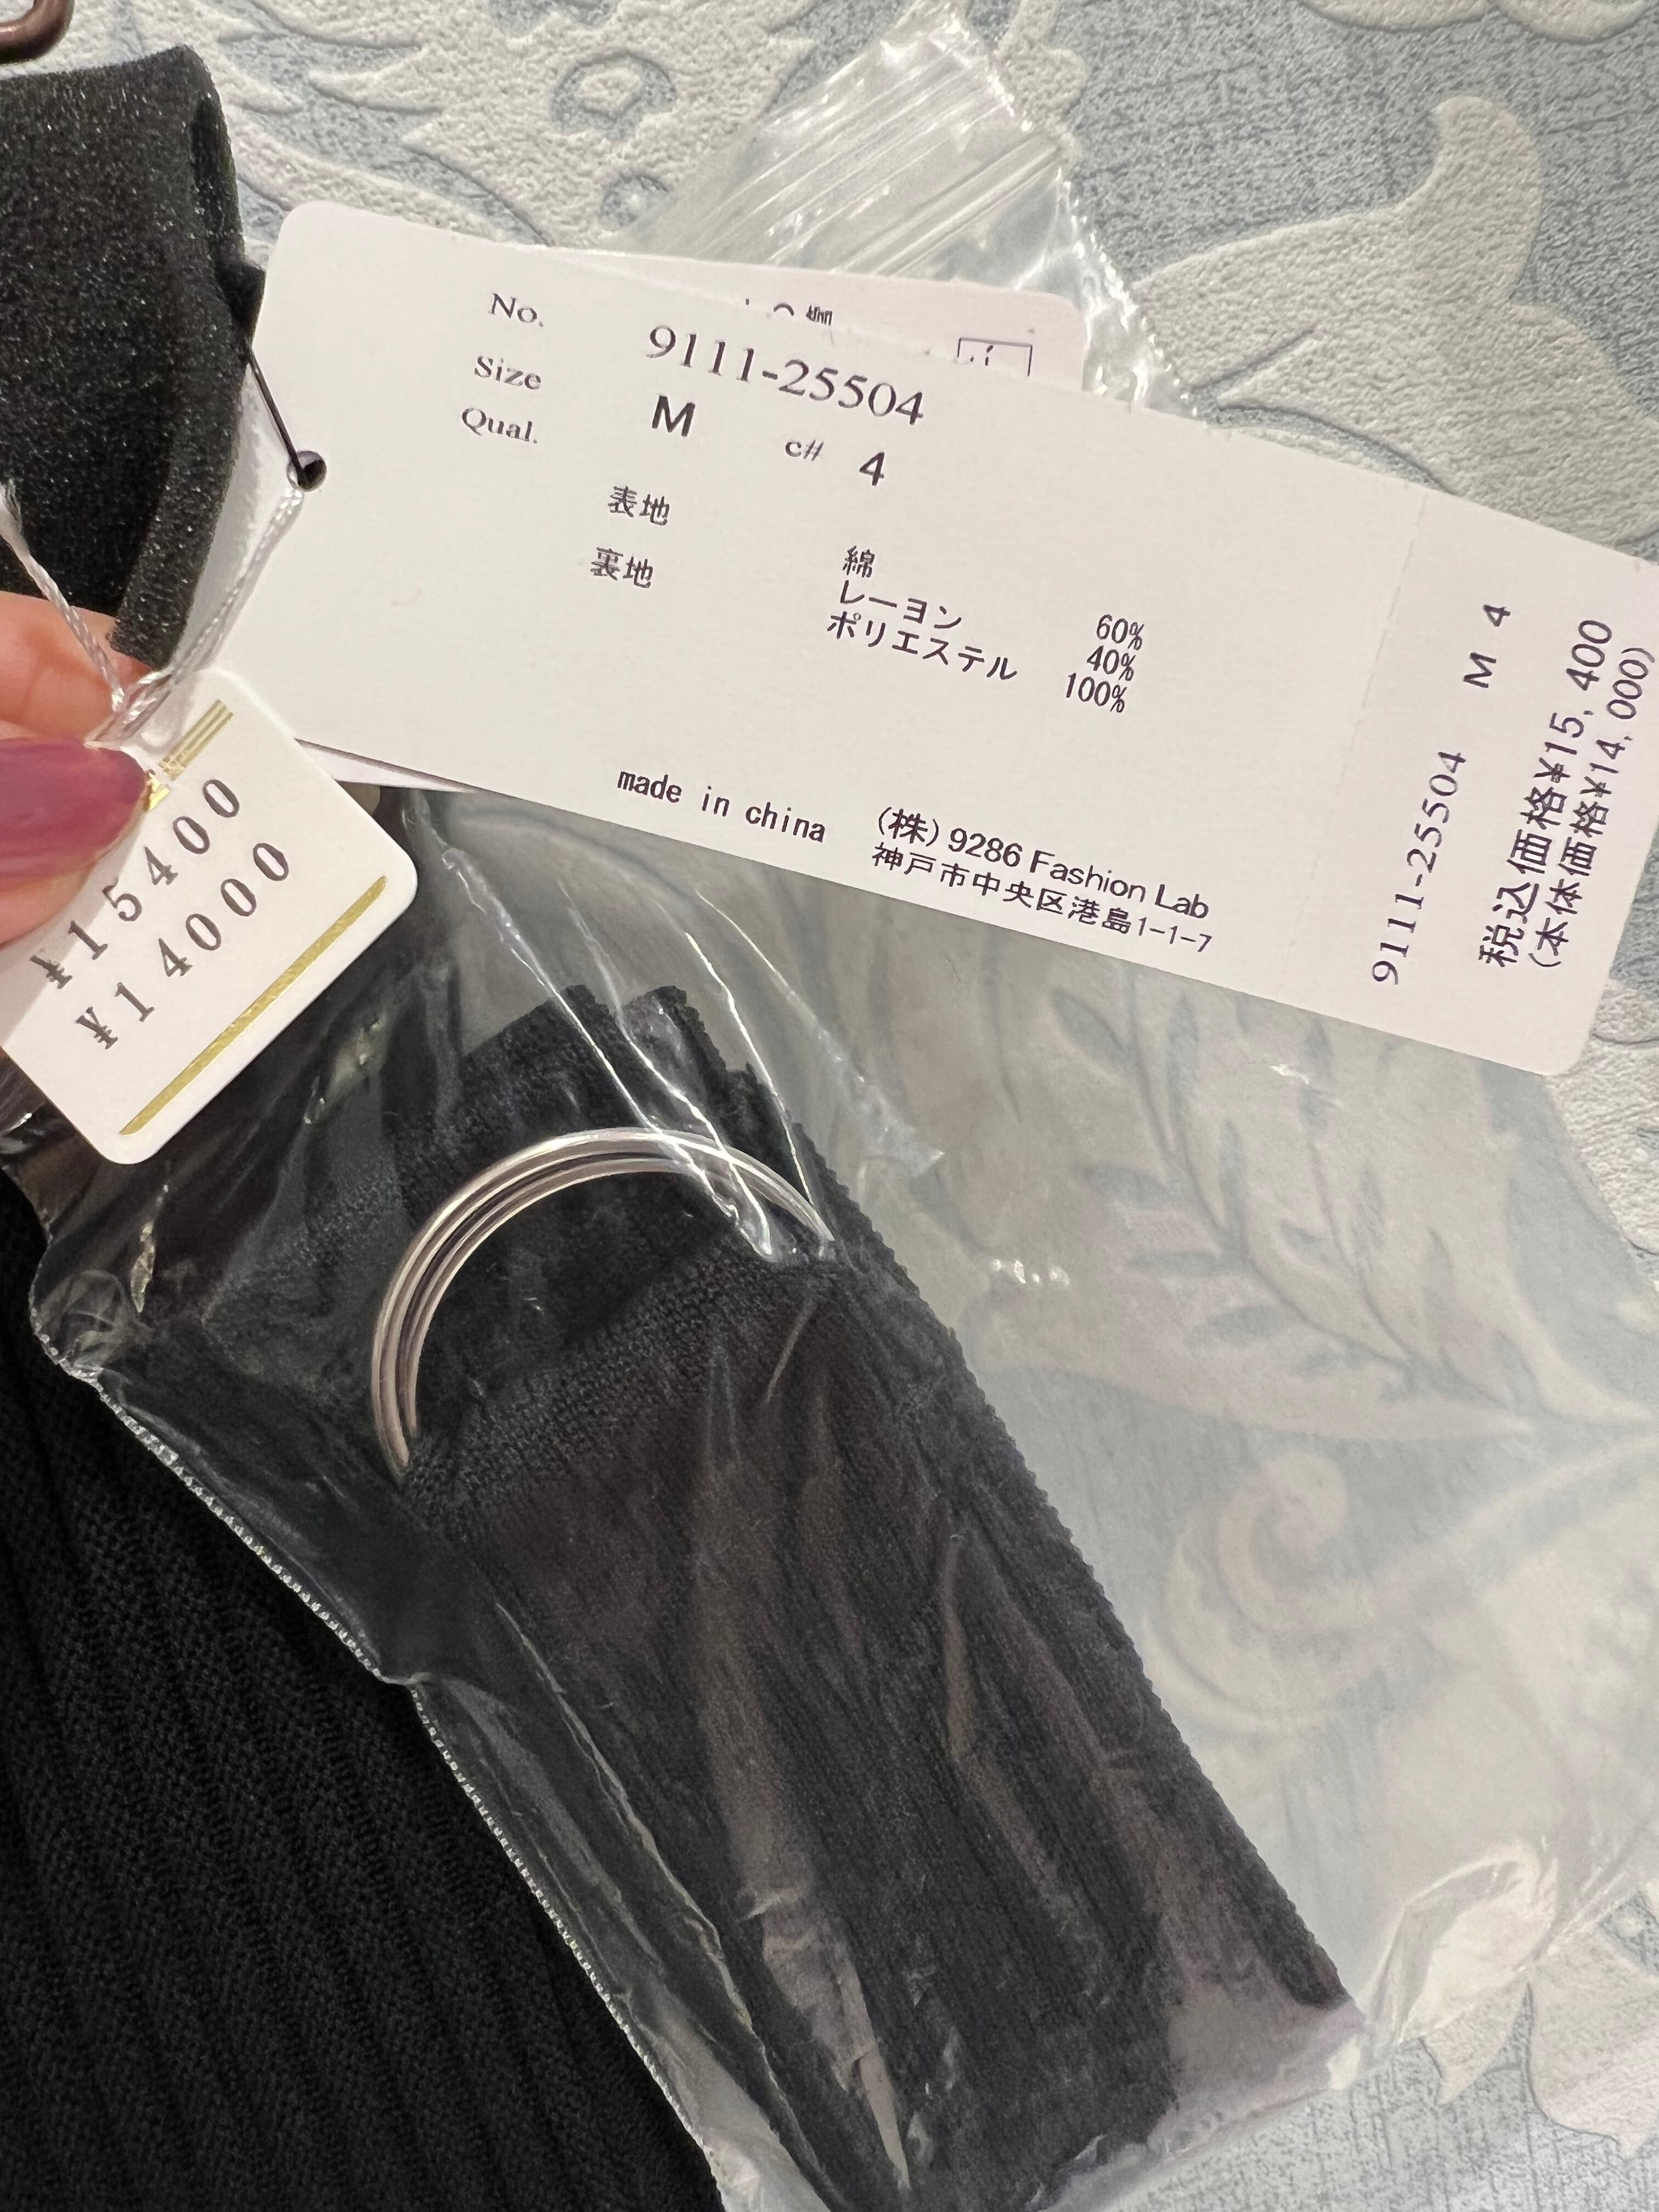 No. 9111-25504
Size M c# 4
Qual.
表地 綿 60%
レーヨン 40%
裏地 ポリエステル 100%
made in china
(株) 9286 Fashion Lab
神戸市中央区港島1-1-7
9111-25504 M 4
税込価格¥15,400
(本体価格¥14,000)
¥15400
¥14000